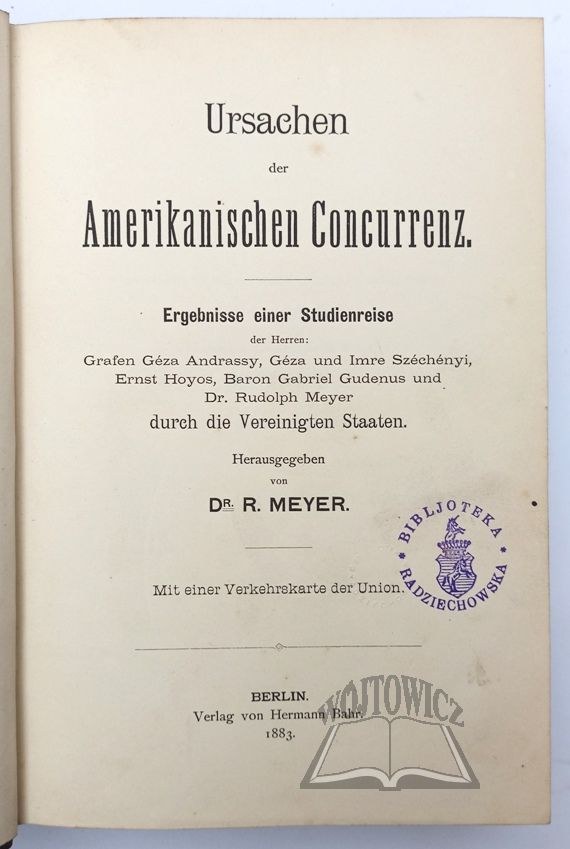 Ursachen
der
Amerikanischen Concurrenz.
Ergebnisse einer Studienreise
der Herren:
Grafen Géza Andrassy, Géza und Imre Széchényi,
Ernst Hoyos, Baron Gabriel Gudenus und
Dr. Rudolph Meyer
durch die Vereinigten Staaten.
Herausgegeben
von
DR. R. MEYER.
* BIBLJOTEKA *
RADZIECHOWSKA
Mit einer Verkehrskarte der Union.
BERLIN.
Verlag von Hermann Bahr.
1883.
WÓJTOWICZ